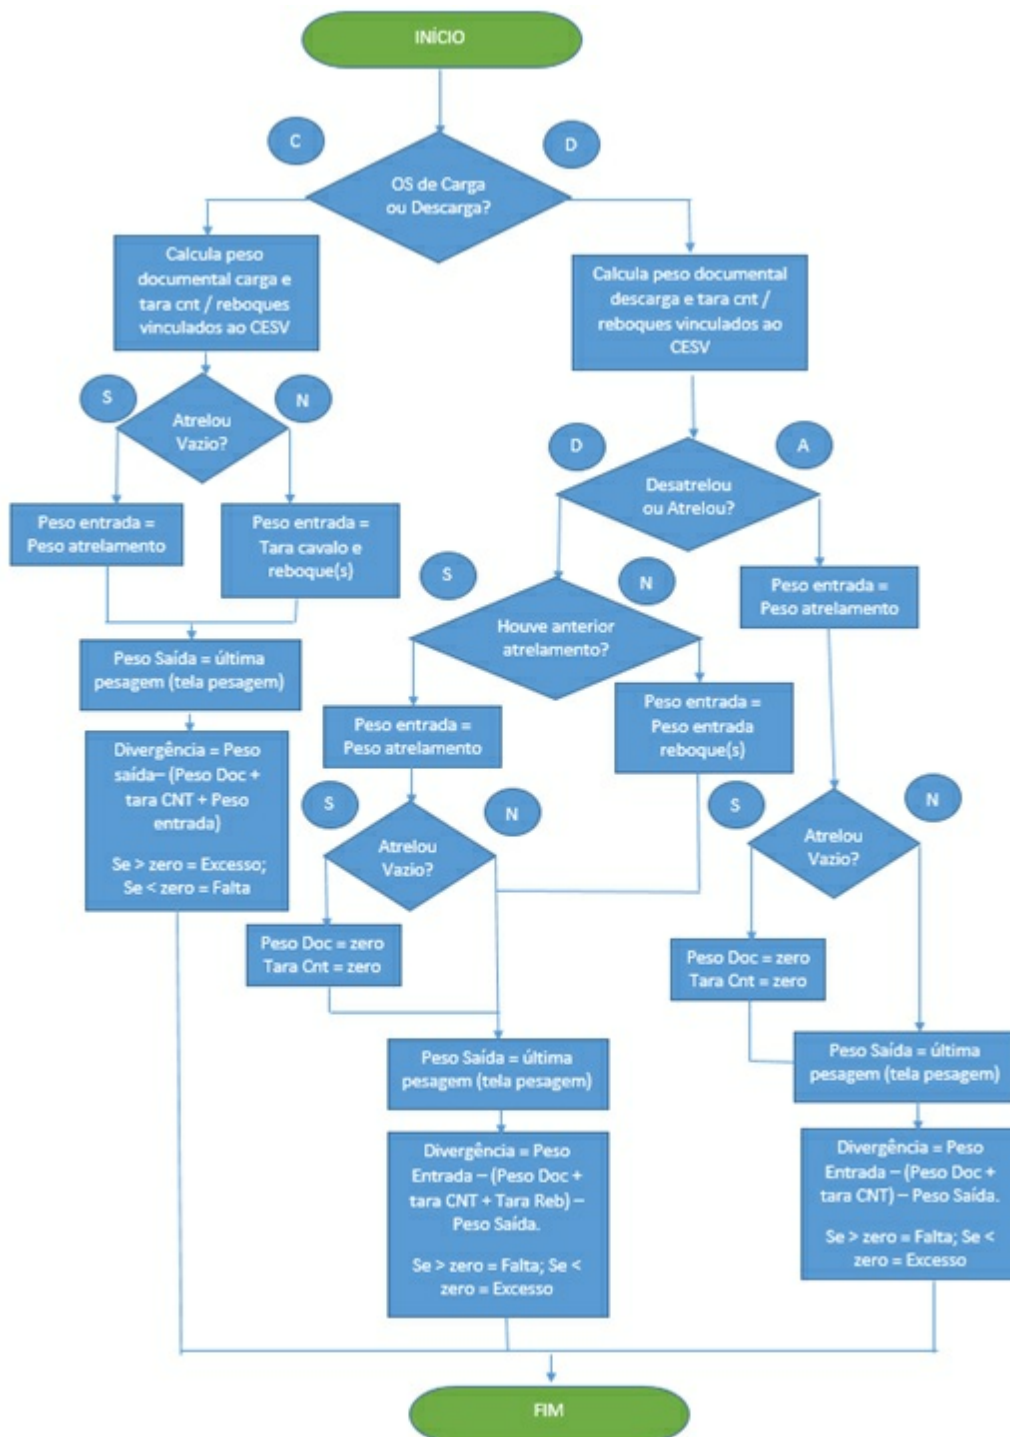 INÍCIO
C
D
OS de Carga
ou Descarga?
Calcula peso
documental carga e
tara cnt / reboques
vinculados ao CESV
Calcula peso documental
descarga e tara cnt /
reboques vinculados ao
CESV
S
N
Atrelou
Vazio?
D
A
Desatrelou
ou Atrelou?
Peso entrada =
Peso atrelamento
Peso entrada =
Tara cavalo e
reboque(s)
S
N
Houve anterior
atrelamento?
Peso entrada =
Peso atrelamento
Peso Saída = última
pesagem (tela pesagem)
Peso entrada =
Peso atrelamento
Peso entrada =
Peso entrada
reboque(s)
Divergência = Peso
saída– (Peso Doc +
tara CNT + Peso
entrada)
Se > zero = Excesso;
Se < zero = Falta
S
N
Atrelou
Vazio?
S
N
Atrelou
Vazio?
Peso Doc = zero
Tara Cnt = zero
Peso Doc = zero
Tara Cnt = zero
Peso Saída = última
pesagem (tela pesagem)
Peso Saída = última
pesagem (tela pesagem)
Divergência = Peso
Entrada – (Peso Doc +
tara CNT + Tara Reb) –
Peso Saída.
Se > zero = Falta; Se <
zero = Excesso
Divergência = Peso
Entrada – (Peso Doc +
tara CNT) – Peso Saída.
Se > zero = Falta; Se <
zero = Excesso
FIM